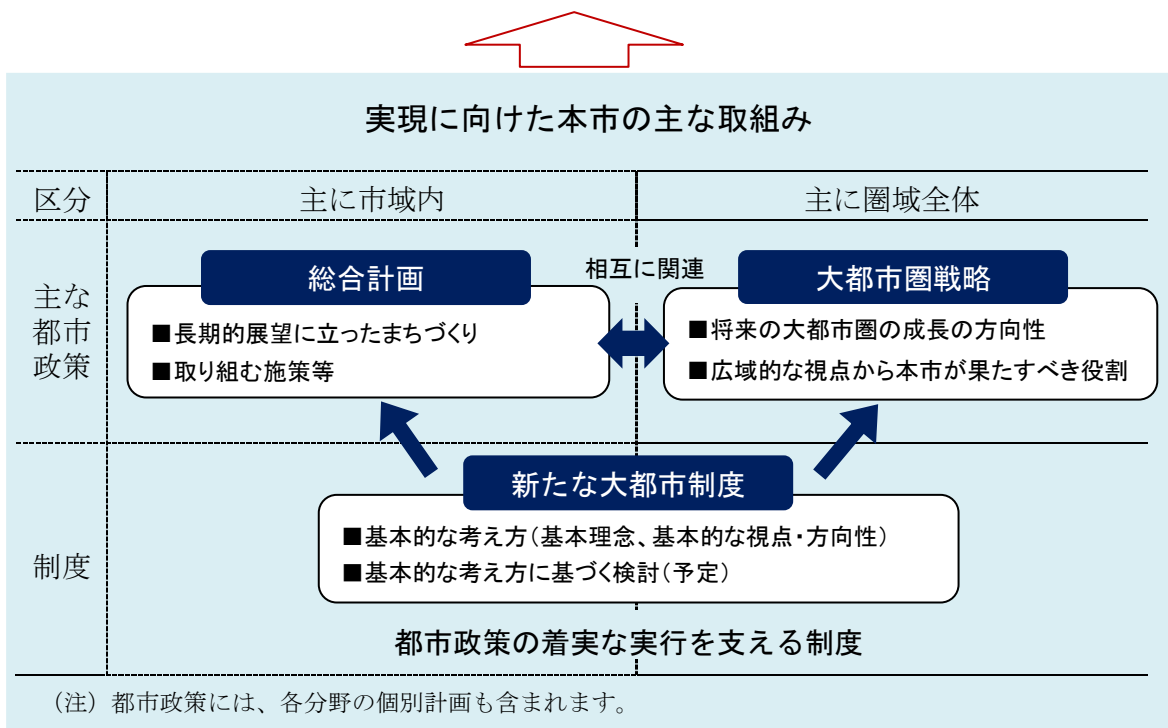 実現に向けた本市の主な取組み
区分
主に市域内
主に圏域全体
主な
都市
政策
総合計画
■長期的展望に立ったまちづくり
■取り組む施策等
相互に関連
大都市圏戦略
■将来の大都市圏の成長の方向性
■広域的な視点から本市が果たすべき役割
制度
新たな大都市制度
■基本的な考え方(基本理念、基本的な視点・方向性)
■基本的な考え方に基づく検討(予定)
都市政策の着実な実行を支える制度
(注)都市政策には、各分野の個別計画も含まれます。